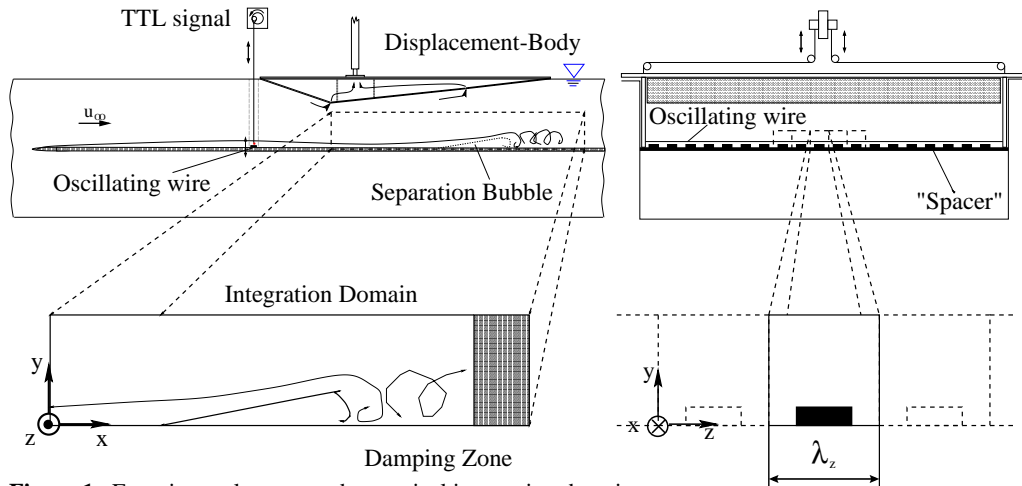 TTL signal
Displacement-Body
u∞
Oscillating wire
Separation Bubble
Oscillating wire
"Spacer"
Integration Domain
y
z
x
Damping Zone
y
x
z
λz
Figure 1. Experimental and numerical integration domain